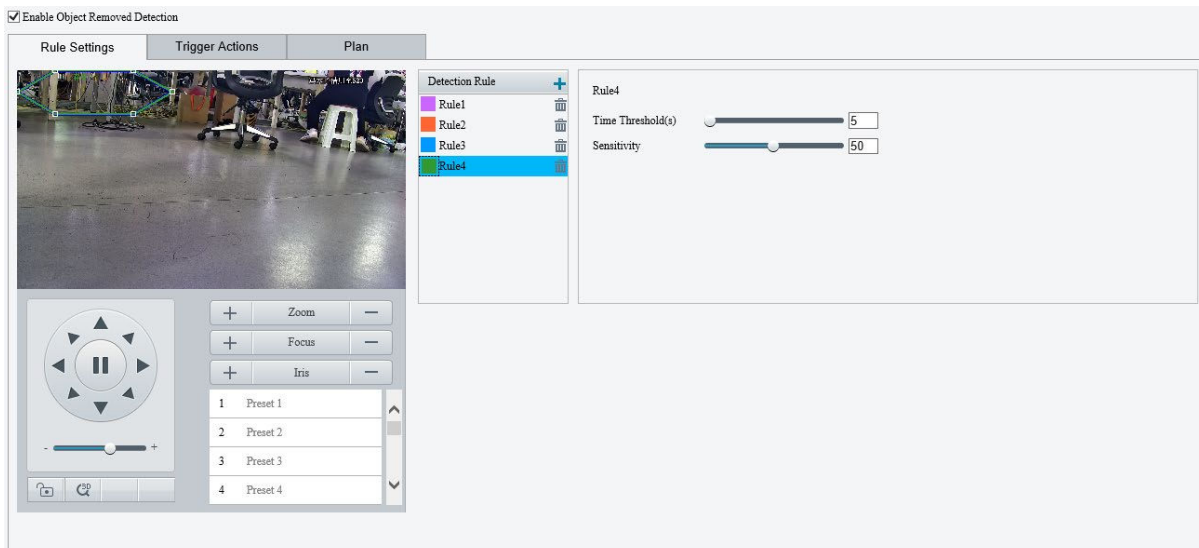 Enable Object Removed Detection
Rule Settings
Trigger Actions
Plan
Detection Rule
Rule1
Rule2
Rule3
Rule4
Rule4
Time Threshold(s) 5
Sensitivity 50
+ Zoom —
+ Focus —
+ Iris —
1 Preset 1
2 Preset 2
3 Preset 3
4 Preset 4
- +
3D